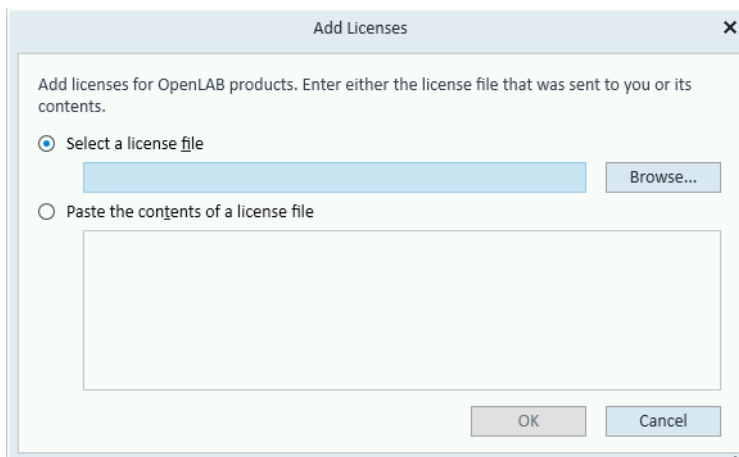 Add Licenses
Add licenses for OpenLAB products. Enter either the license file that was sent to you or its
contents.
Select a license file
Browse...
Paste the contents of a license file
OK
Cancel